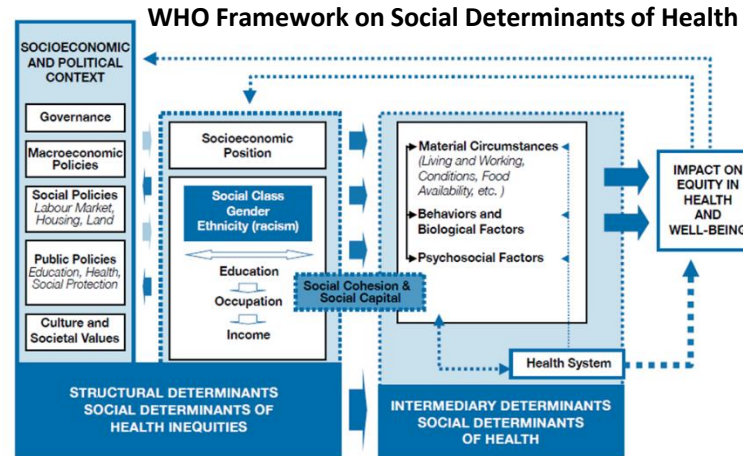 WHO Framework on Social Determinants of Health
SOCIOECONOMIC
AND POLITICAL
CONTEXT
Governance
Macroeconomic
Policies
Social Policies
Labour Market,
Housing, Land
Public Policies
Education, Health,
Social Protection
Culture and
Societal Values
Socioeconomic
Position
Social Class
Gender
Ethnicity (racism)
Education
Occupation
Income
Social Cohesion &
Social Capital
Material Circumstances
(Living and Working,
Conditions, Food
Availability, etc. )
Behaviors and
Biological Factors
Psychosocial Factors
Health System
IMPACT ON
EQUITY IN
HEALTH
AND
WELL-BEING
STRUCTURAL DETERMINANTS
SOCIAL DETERMINANTS OF
HEALTH INEQUITIES
INTERMEDIARY DETERMINANTS
SOCIAL DETERMINANTS
OF HEALTH